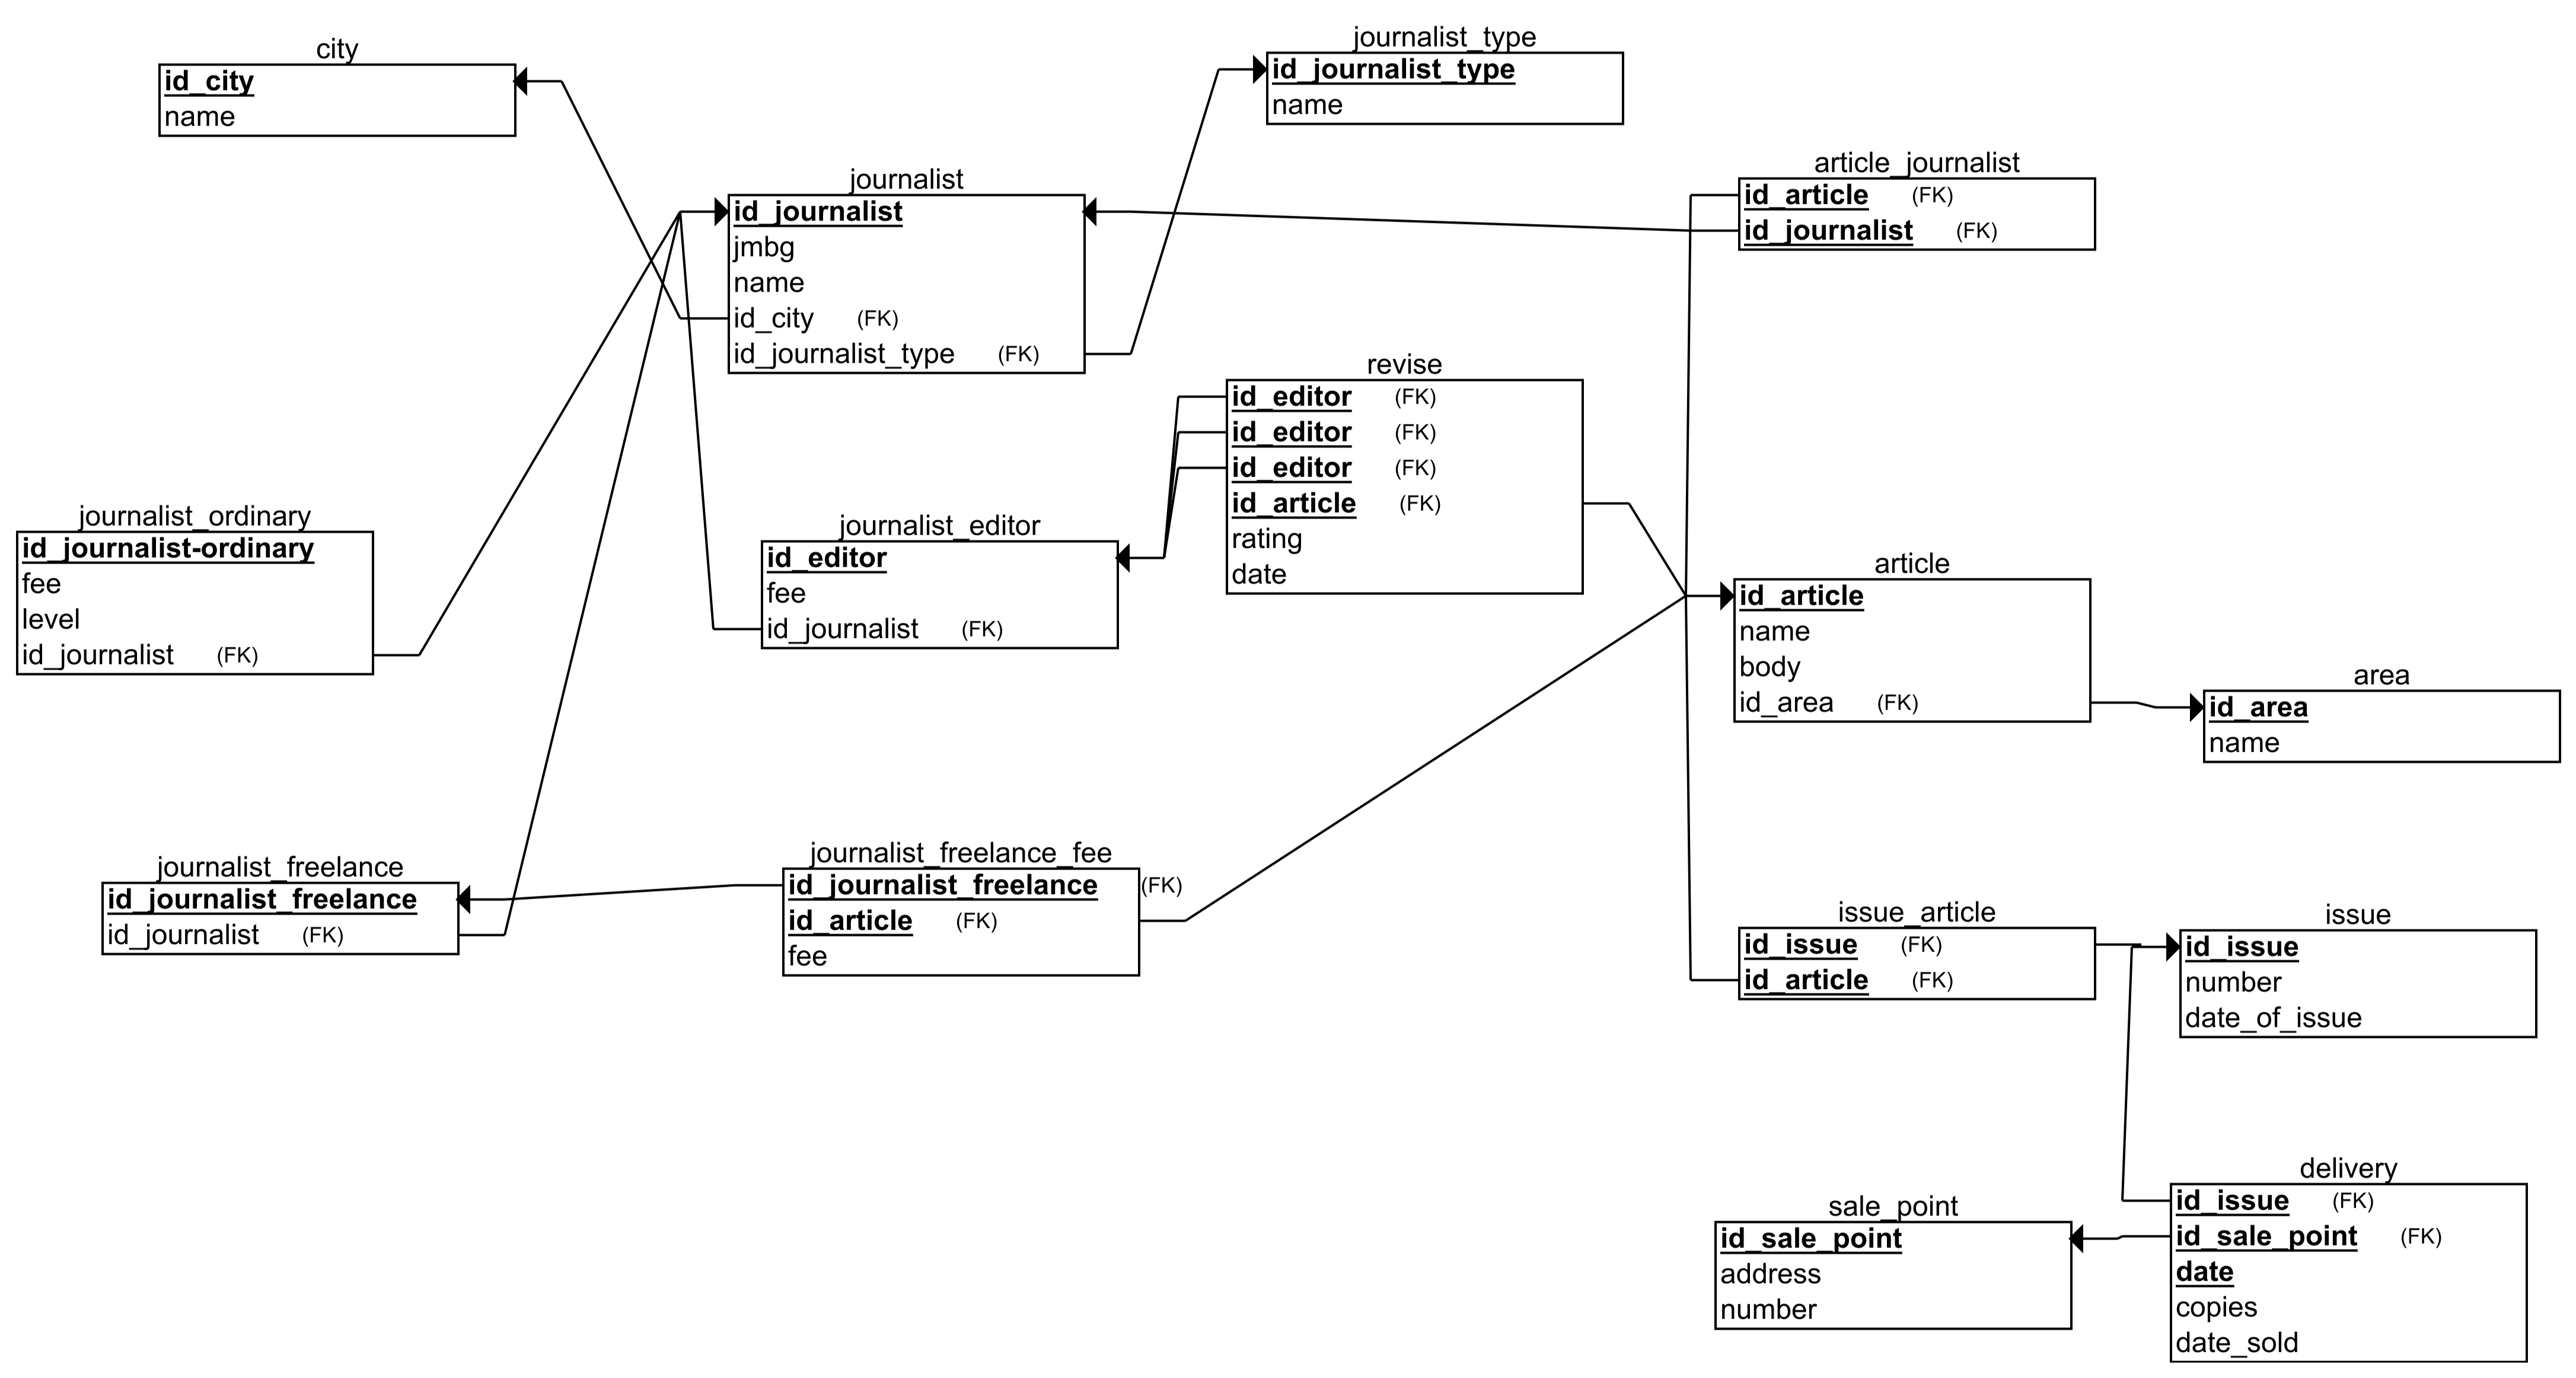 city
id_city
name
journalist_type
id_journalist_type
name
journalist
id_journalist
jmbg
name
id_city (FK)
id_journalist_type (FK)
article_journalist
id_article (FK)
id_journalist (FK)
revise
id_editor (FK)
id_editor (FK)
id_editor (FK)
id_article (FK)
rating
date
journalist_ordinary
id_journalist-ordinary
fee
level
id_journalist (FK)
journalist_editor
id_editor
fee
id_journalist (FK)
article
id_article
name
body
id_area (FK)
area
id_area
name
journalist_freelance
id_journalist_freelance
id_journalist (FK)
journalist_freelance_fee
id_journalist_freelance (FK)
id_article (FK)
fee
issue_article
id_issue (FK)
id_article (FK)
issue
id_issue
number
date_of_issue
sale_point
id_sale_point
address
number
delivery
id_issue (FK)
id_sale_point (FK)
date
copies
date_sold